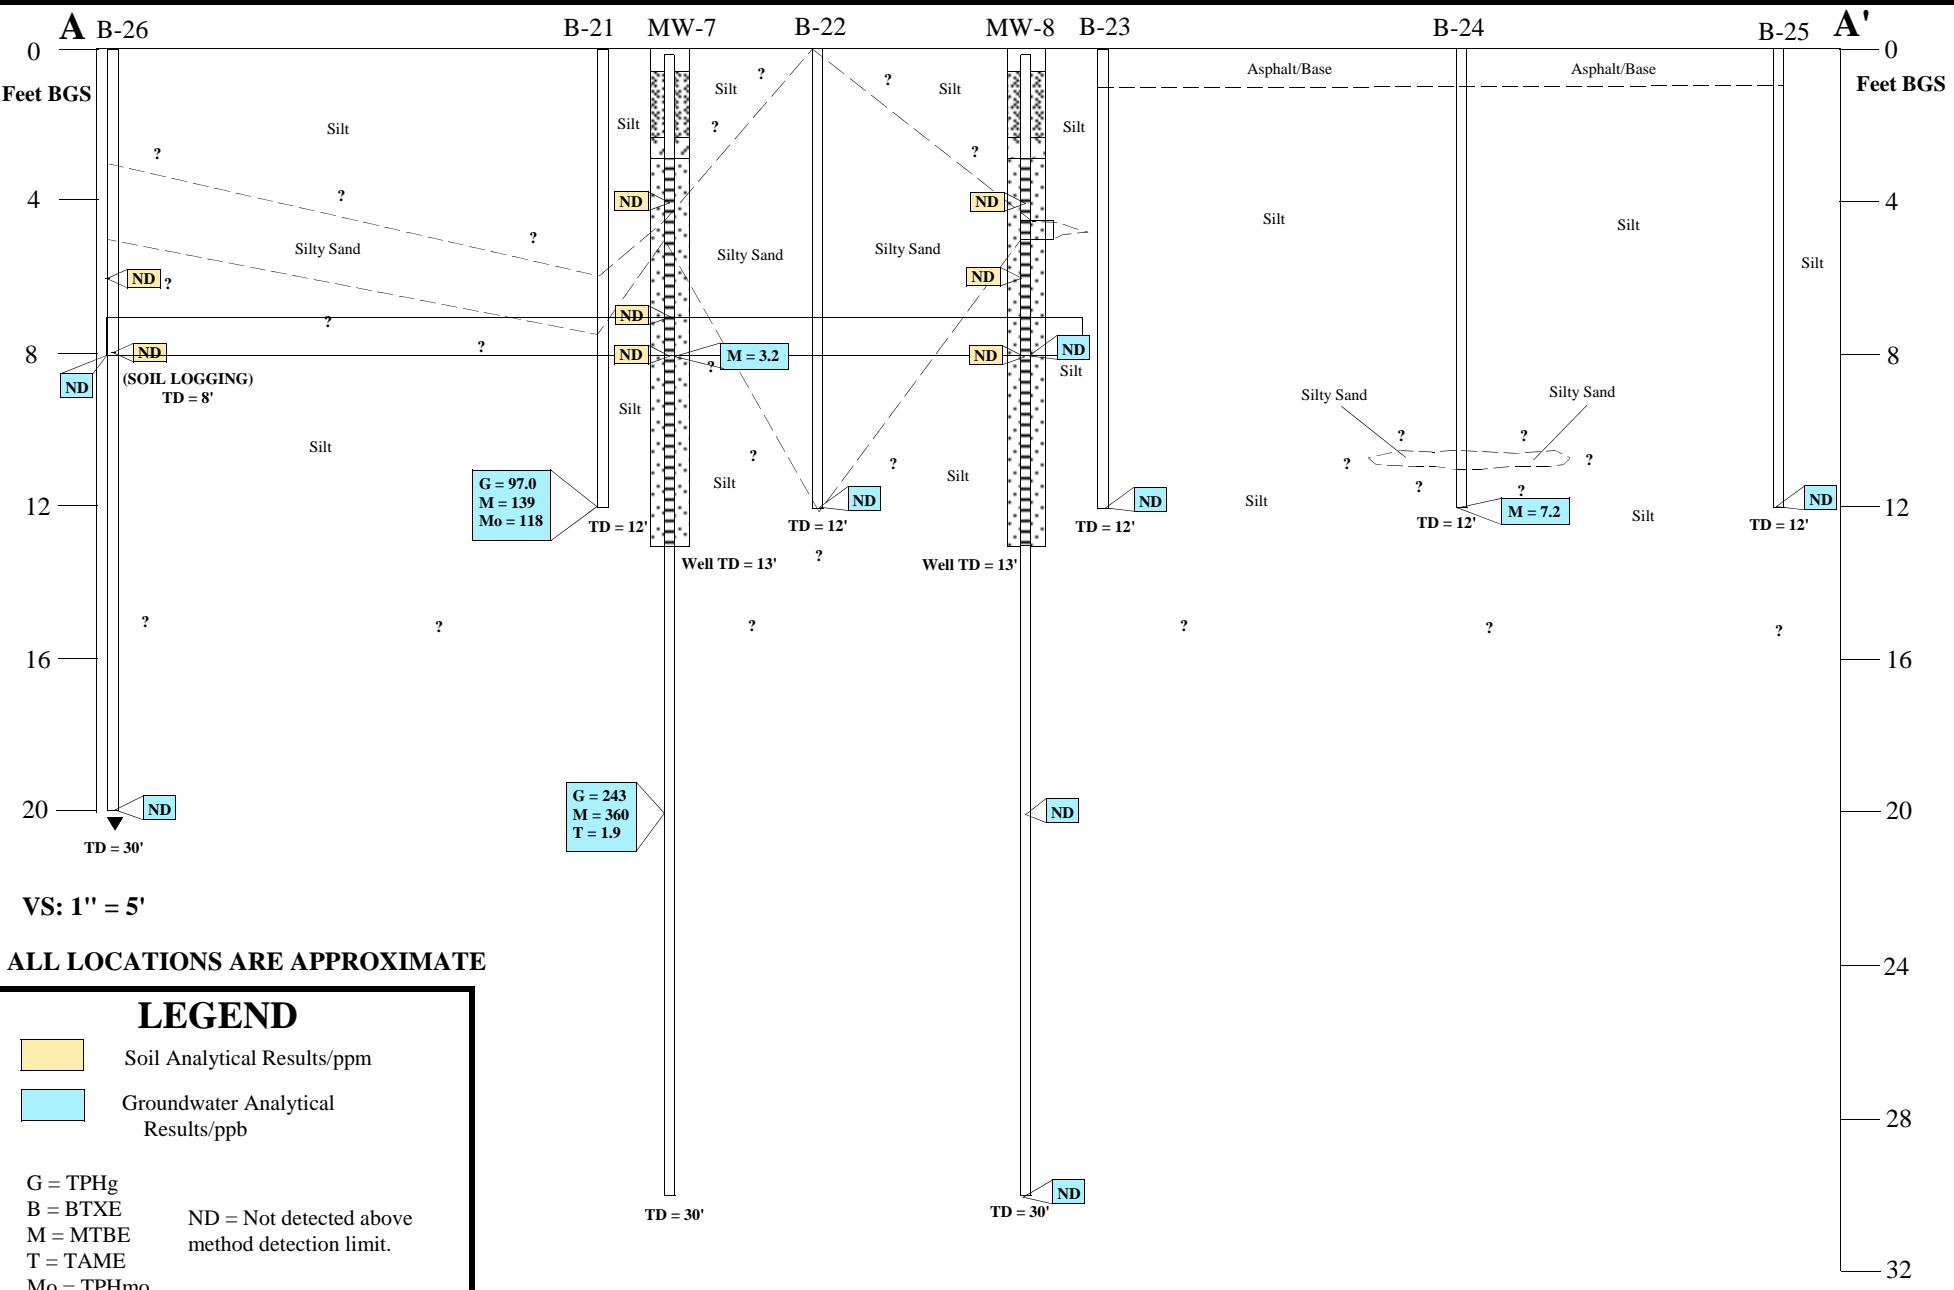 A B-26 B-21 MW-7 B-22 MW-8 B-23 B-24 B-25 A'
0 0
Feet BGS Feet BGS
Asphalt/Base Asphalt/Base
? ?
Silt Silt
Silt Silt ? Silt
? ?
?
4 ND ND 4
Silt Silt
? Silty Sand Silty Sand Silty Sand
Silt
ND ? ND
ND
?
8 ND ? ND M = 3.2 ND ND 8
? Silt
ND (SOIL LOGGING)
TD = 8'
Silty Sand Silty Sand
Silt
? ?
Silt ? ? ? ?
Silt Silt ? ?
G = 97.0
M = 139
Mo = 118
ND ND Silt ND
12 M = 7.2 Silt 12
TD = 12' TD = 12' TD = 12' TD = 12' TD = 12'
?
Well TD = 13' Well TD = 13'
? ? ? ? ? ?
16 16
G = 243
M = 360
T = 1.9
20 ND ND 20
TD = 30'
VS: 1" = 5'
ALL LOCATIONS ARE APPROXIMATE
24
28
ND
TD = 30' TD = 30'
32
LEGEND
Soil Analytical Results/ppm
Groundwater Analytical
Results/ppb
G = TPHg
B = BTXE
M = MTBE
T = TAME
Mo = TPHmo
ND = Not detected above
method detection limit.